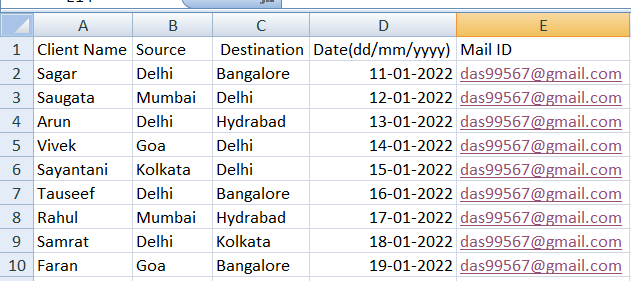 A B C D E
1 Client Name Source Destination Date(dd/mm/yyyy) Mail ID
2 Sagar Delhi Bangalore 11-01-2022 das99567@gmail.com
3 Saugata Mumbai Delhi 12-01-2022 das99567@gmail.com
4 Arun Delhi Hydrabad 13-01-2022 das99567@gmail.com
5 Vivek Goa Delhi 14-01-2022 das99567@gmail.com
6 Sayantani Kolkata Delhi 15-01-2022 das99567@gmail.com
7 Tauseef Delhi Bangalore 16-01-2022 das99567@gmail.com
8 Rahul Mumbai Hydrabad 17-01-2022 das99567@gmail.com
9 Samrat Delhi Kolkata 18-01-2022 das99567@gmail.com
10 Faran Goa Bangalore 19-01-2022 das99567@gmail.com